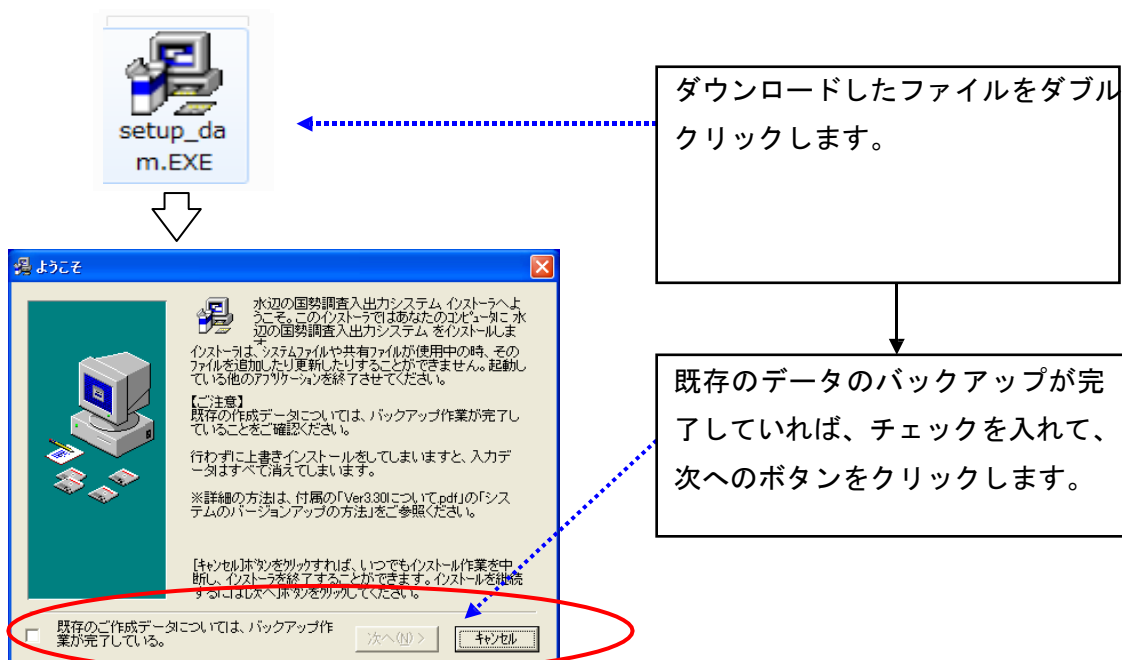 setup_da
m.EXE
ダウンロードしたファイルをダブル
クリックします。
ようこそ
水辺の国勢調査入出力システム インストーラへよ
うこそ。このインストーラではあなたのコンピュータに 水
辺の国勢調査入出力システム をインストールしま
す
インストーラは、システムファイルや共有ファイルが使用中の時、その
ファイルを追加したり更新したりすることができません。起動し
ている他のアプリケーションを終了させてください。
【ご注意】
既存の作成データについては、バックアップ作業が完了し
ていることをご確認ください。
行わずに上書きインストールをしてしまいますと、入力デ
ータはすべて消えてしまいます。
※詳細の方法は、付属の「Ver3.30について.pdf」の「シス
テムのバージョンアップの方法」をご参照ください。
[キャンセル]ボタンをクリックすれば、いつでもインストール作業を中
断し、インストーラを終了することができます。インストールを継続
するには[次へ]ボタンをクリックしてください。
既存のご作成データについては、バックアップ作
業が完了している。
次へ(N) >
キャンセル
既存のデータのバックアップが完
了していれば、チェックを入れて、
次へのボタンをクリックします。